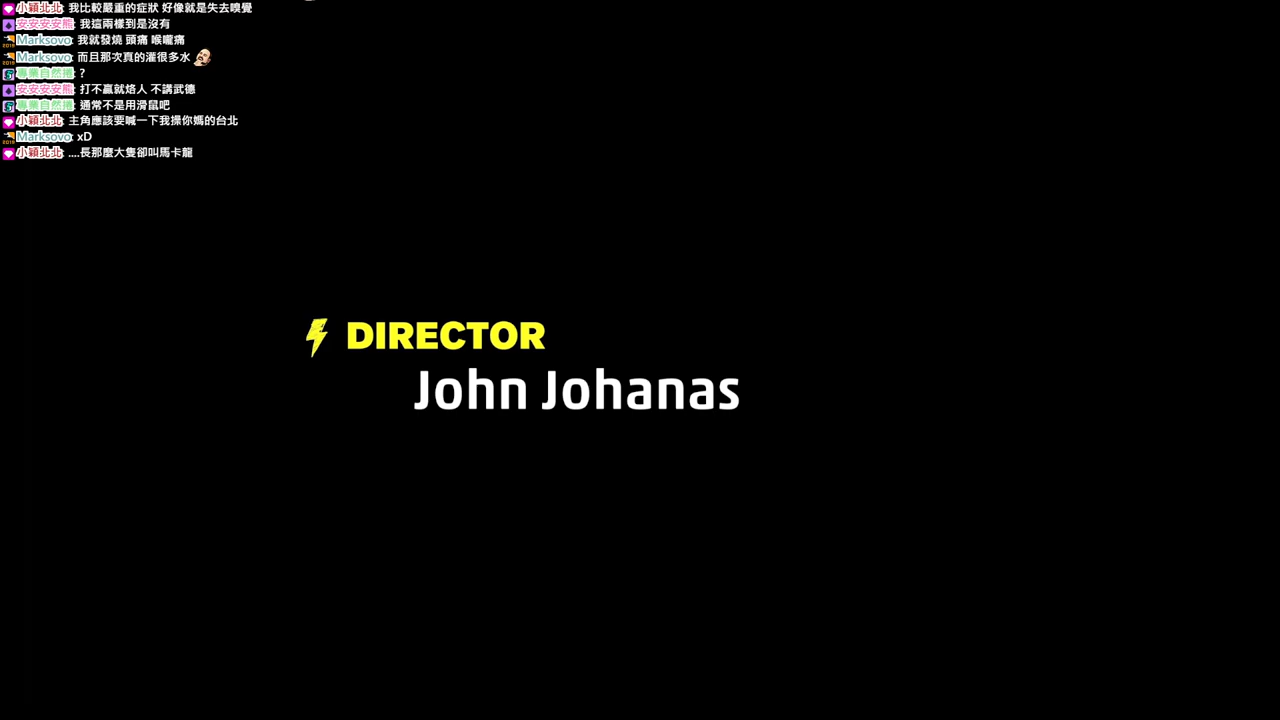 小穎北北: 我比較嚴重的症狀 好像就是失去嗅覺
安安安安熊: 我這兩樣到是沒有
Marksovo: 我就發燒 頭痛 喉嚨痛
Marksovo: 而且那次真的灌很多水
專業自然捲: ?
安安安安熊: 打不贏就烙人 不講武德
專業自然捲: 通常不是用滑鼠吧
小穎北北: 主角應該要喊一下我操你媽的台北
Marksovo: xD
小穎北北: ....長那麼大隻卻叫馬卡龍
DIRECTOR
John Johanas